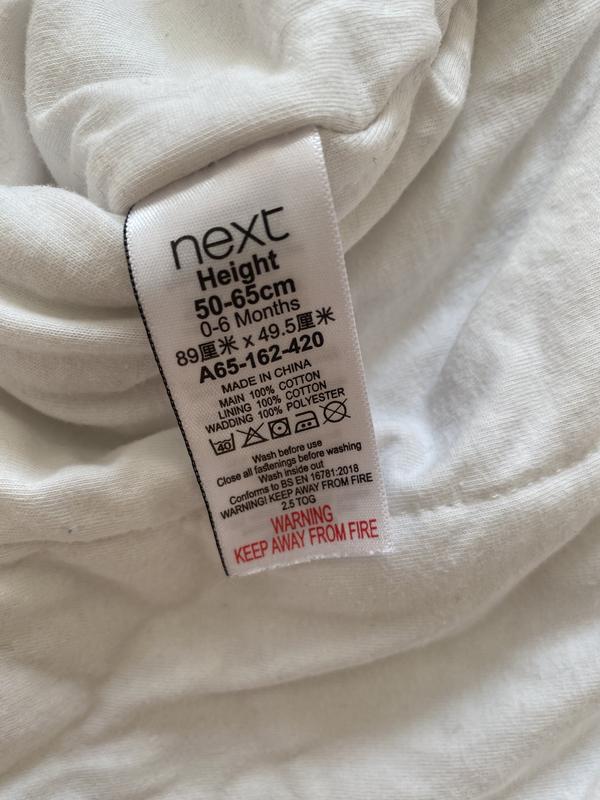 next
Height
50-65cm
0-6 Months
89厘米 x 49.5厘米
A65-162-420
MADE IN CHINA
MAIN 100% COTTON
LINING 100% COTTON
WADDING 100% POLYESTER
40
Wash before use
Close all fastenings before washing
Wash inside out
Conforms to BS EN 16781:2018
WARNING! KEEP AWAY FROM FIRE
2.5 TOG
WARNING
KEEP AWAY FROM FIRE